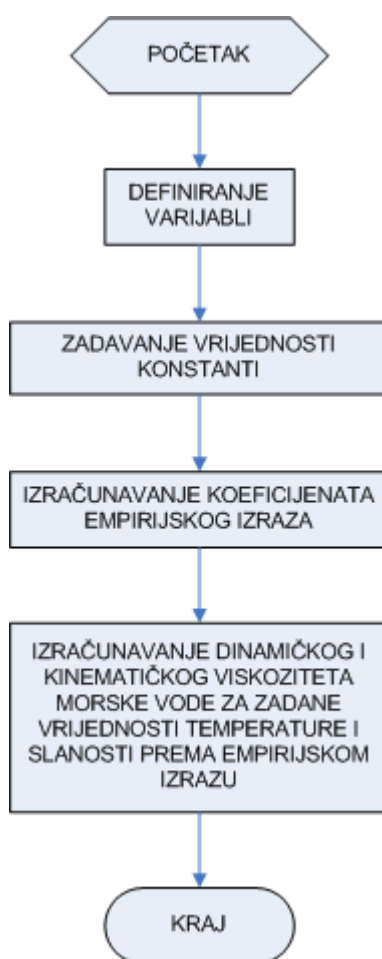 POČETAK
DEFINIRANJE
VARIJABLI
ZADAVANJE VRIJEDNOSTI
KONSTANTI
IZRAČUNAVANJE KOEFICIJENATA
EMPIRIJSKOG IZRAZA
IZRAČUNAVANJE DINAMIČKOG I
KINEMATIČKOG VISKOZITETA
MORSKE VODE ZA ZADANE
VRIJEDNOSTI TEMPERATURE I
SLANOSTI PREMA EMPIRIJSKOM
IZRAZU
KRAJ